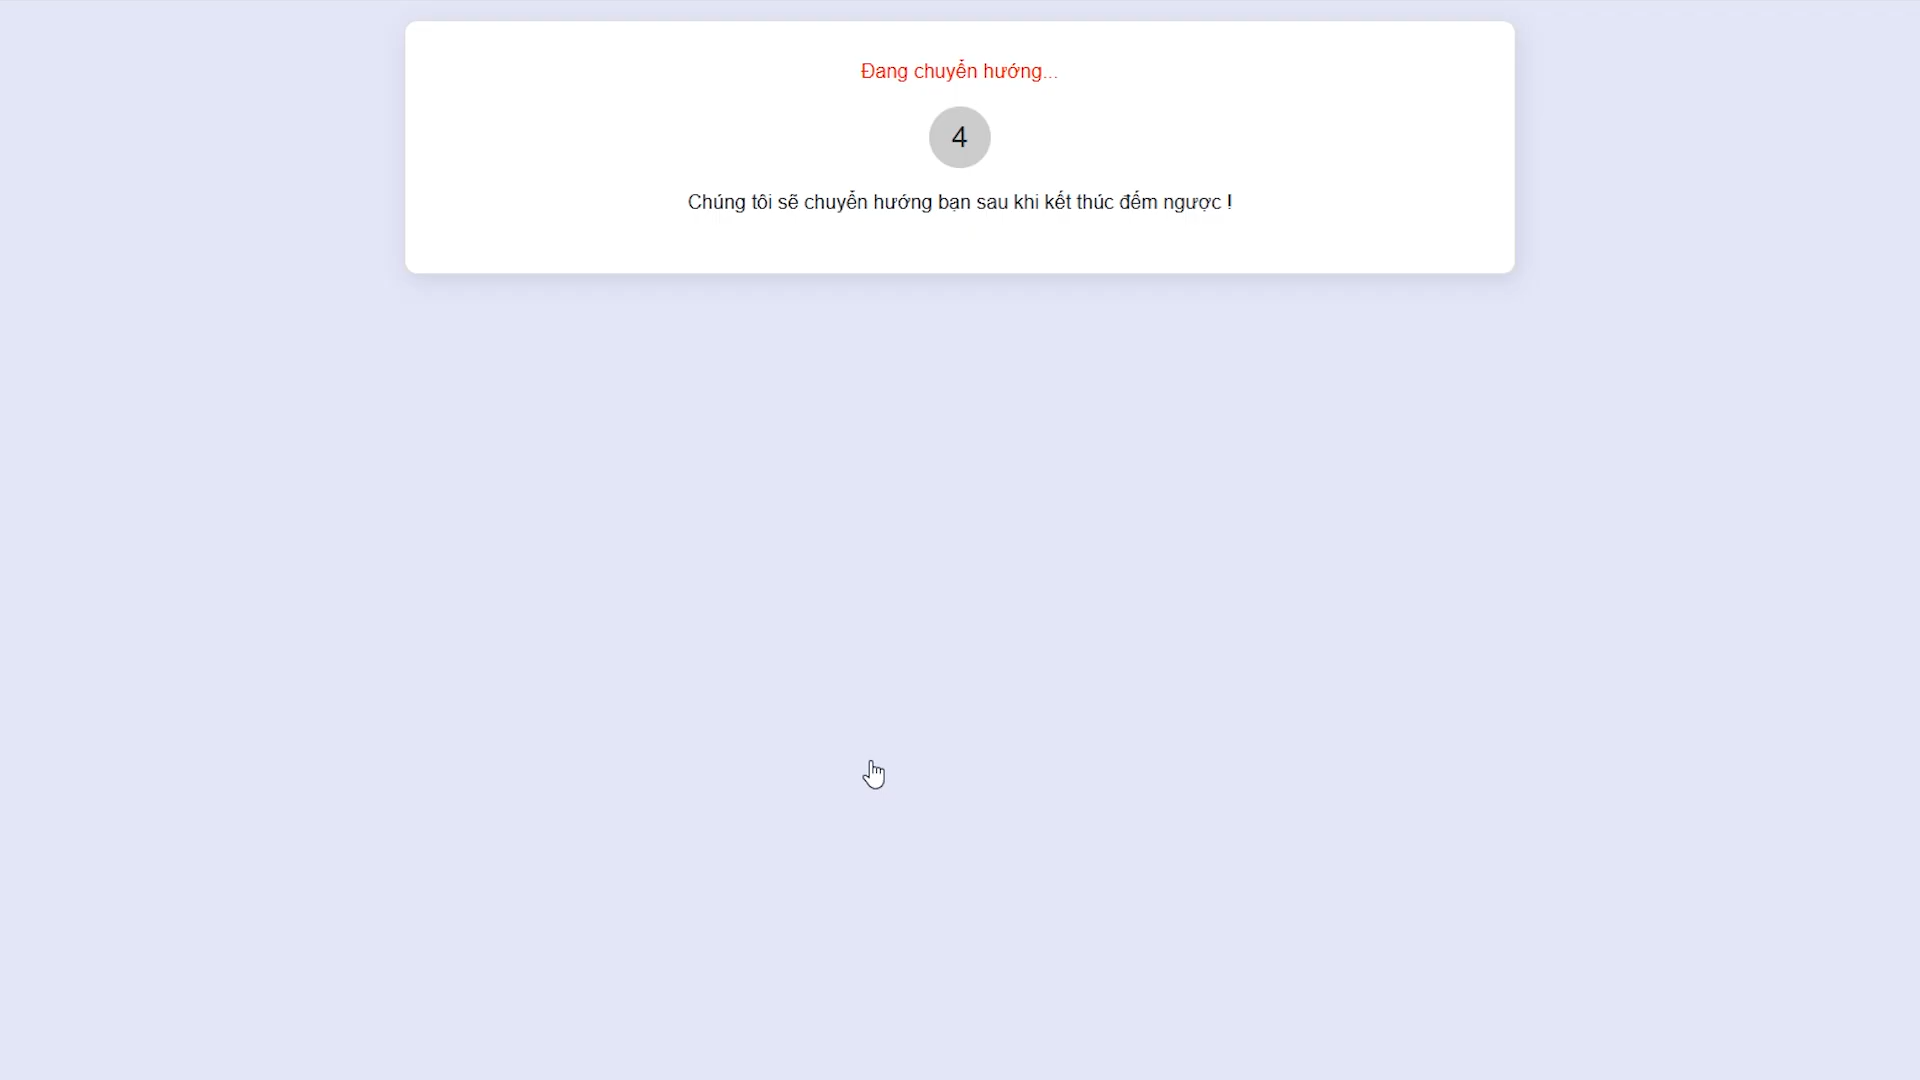 Đang chuyển hướng...
4
Chúng tôi sẽ chuyển hướng bạn sau khi kết thúc đếm ngược !